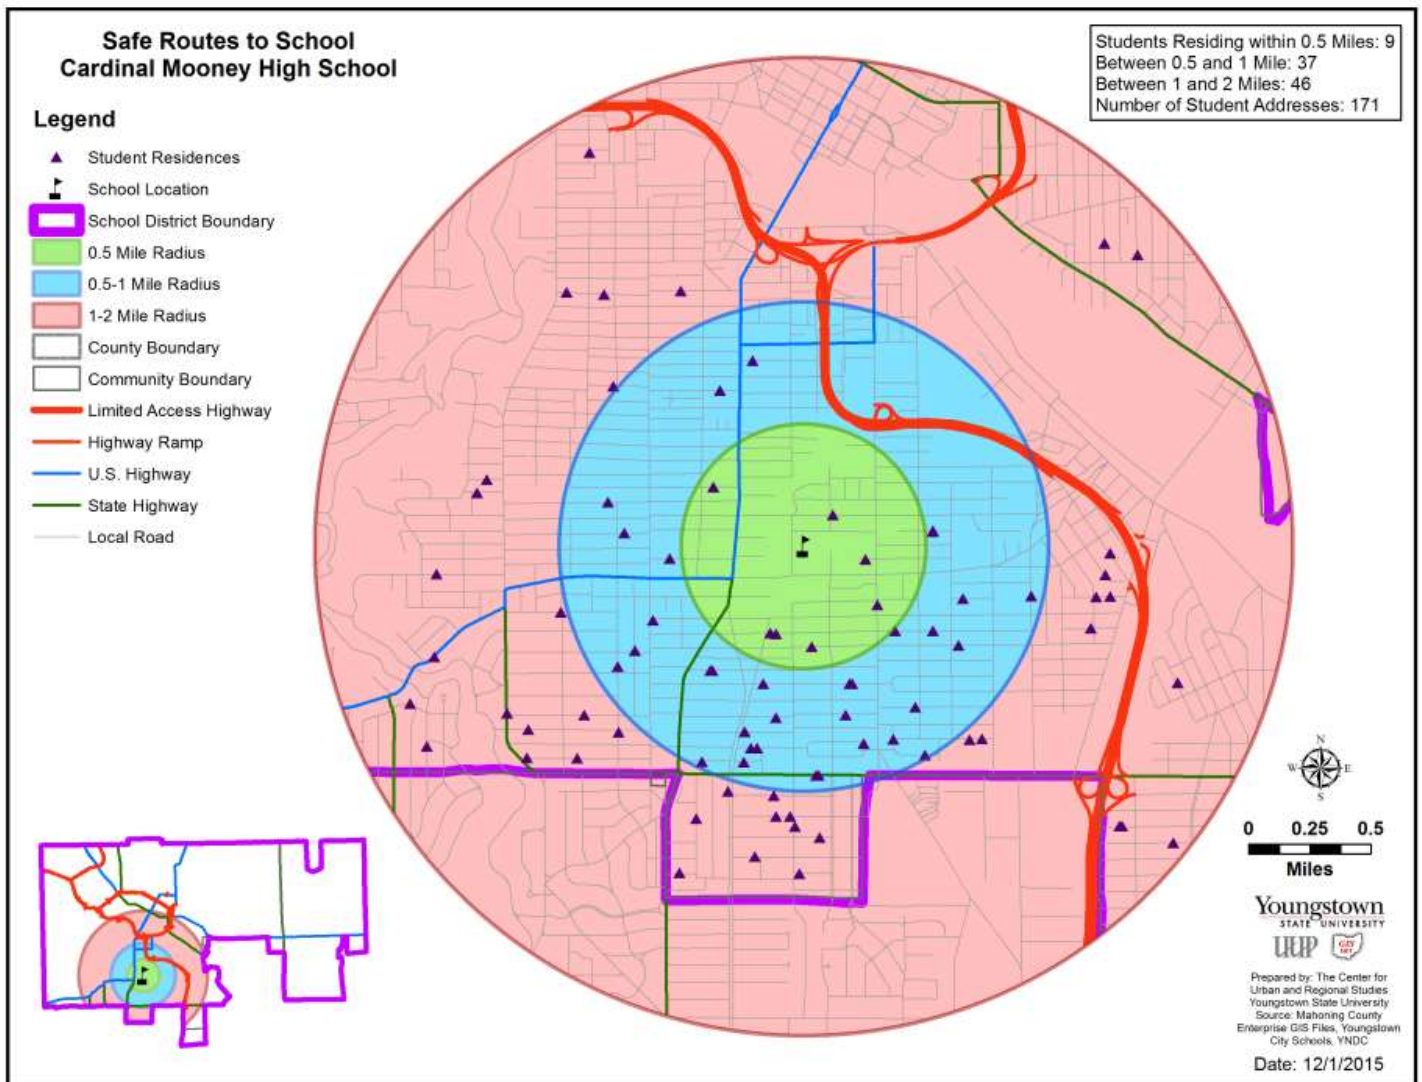 Safe Routes to School
Cardinal Mooney High School
Students Residing within 0.5 Miles: 9
Between 0.5 and 1 Mile: 37
Between 1 and 2 Miles: 46
Number of Student Addresses: 171
Legend
Student Residences
School Location
School District Boundary
0.5 Mile Radius
0.5-1 Mile Radius
1-2 Mile Radius
County Boundary
Community Boundary
Limited Access Highway
Highway Ramp
U.S. Highway
State Highway
Local Road
N
W E
S
0 0.25 0.5
Miles
Youngstown
STATE UNIVERSITY
GIS
Prepared by: The Center for
Urban and Regional Studies
Youngstown State University
Source: Mahoning County
Enterprise GIS Files, Youngstown
City Schools, YNDC
Date: 12/1/2015